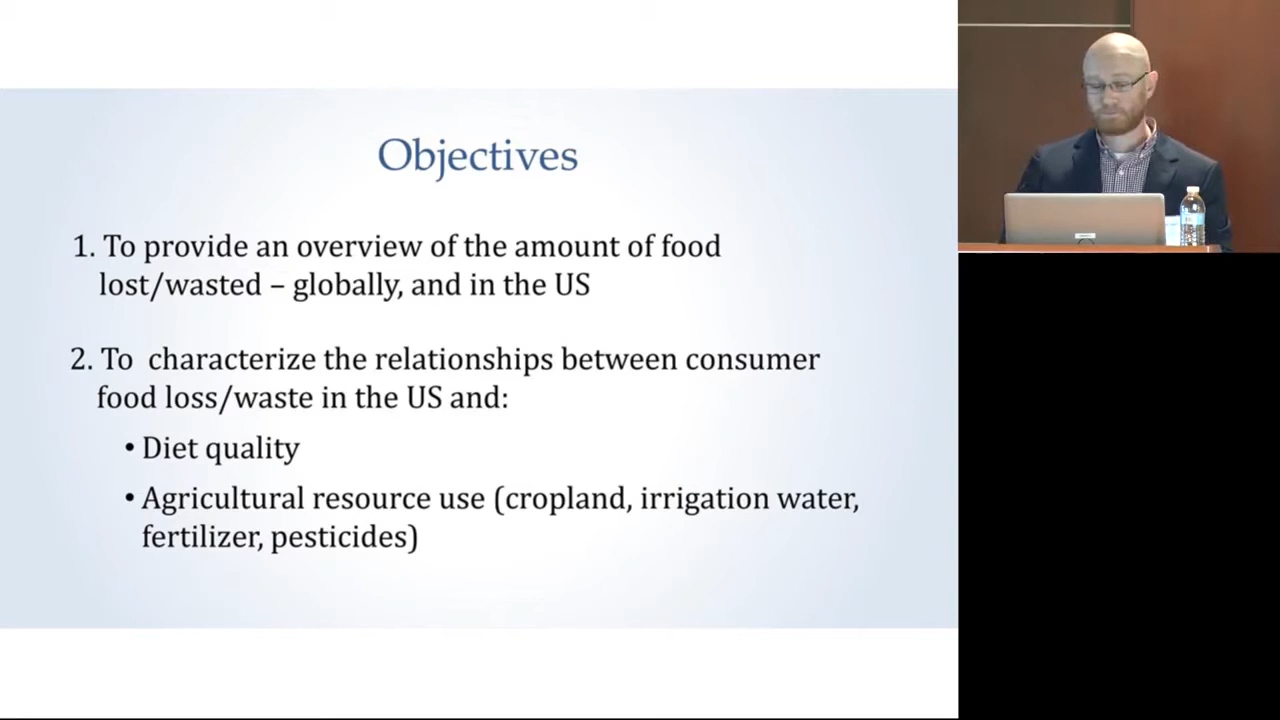 Objectives
1. To provide an overview of the amount of food
lost/wasted – globally, and in the US
2. To  characterize the relationships between consumer
food loss/waste in the US and:
• Diet quality
• Agricultural resource use (cropland, irrigation water,
fertilizer, pesticides)